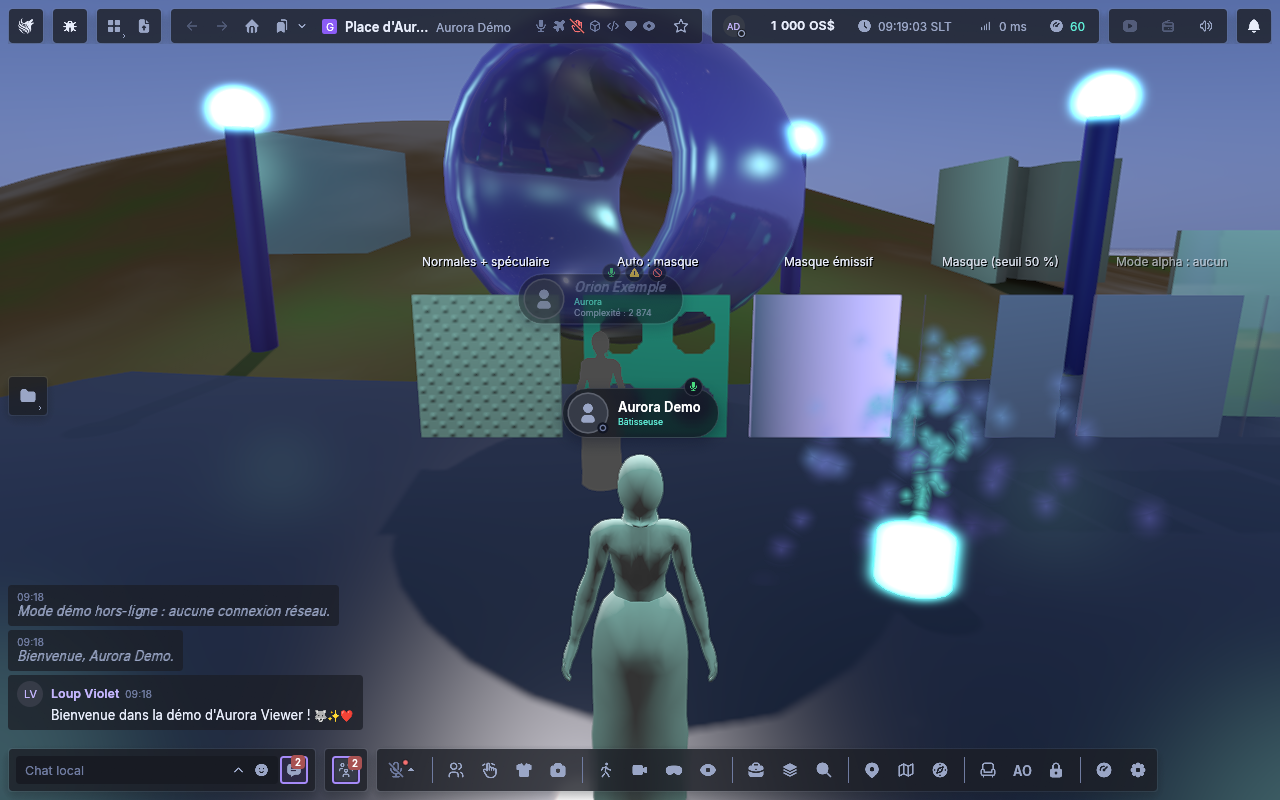 G Place d'Aur... Aurora Démo
AD 1 000 OS$ 09:19:03 SLT 0 ms 60
Normales + spéculaire
Auto : masque
Masque émissif
Masque (seuil 50 %)
Mode alpha : aucun
Orion Exemple
Aurora
Complexité : 2 874
Aurora Demo
Bâtisseuse
09:18
Mode démo hors-ligne : aucune connexion réseau.
09:18
Bienvenue, Aurora Demo.
LV Loup Violet 09:18
Bienvenue dans la démo d'Aurora Viewer ! 🐺✨❤️
Chat local 2 2 AO